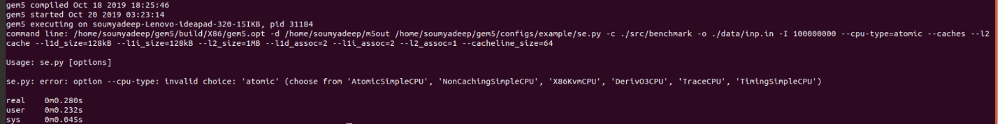 gem5 compiled Oct 18 2019 18:25:46
gem5 started Oct 20 2019 03:23:14
gem5 executing on soumyadeep-Lenovo-ideapad-320-15IKB, pid 31184
command line: /home/soumyadeep/gem5/build/X86/gem5.opt -d /home/soumyadeep/m5out /home/soumyadeep/gem5/configs/example/se.py -c ./src/benchmark -o ./data/inp.in -I 100000000 --cpu-type=atomic --caches --l2
cache --l1d_size=128kB --l1i_size=128kB --l2_size=1MB --l1d_assoc=2 --l1i_assoc=2 --l2_assoc=1 --cacheline_size=64
Usage: se.py [options]
se.py: error: option --cpu-type: invalid choice: 'atomic' (choose from 'AtomicSimpleCPU', 'NonCachingSimpleCPU', 'X86KvmCPU', 'DerivO3CPU', 'TraceCPU', 'TimingSimpleCPU')
real 0m0.280s
user 0m0.232s
sys 0m0.045s